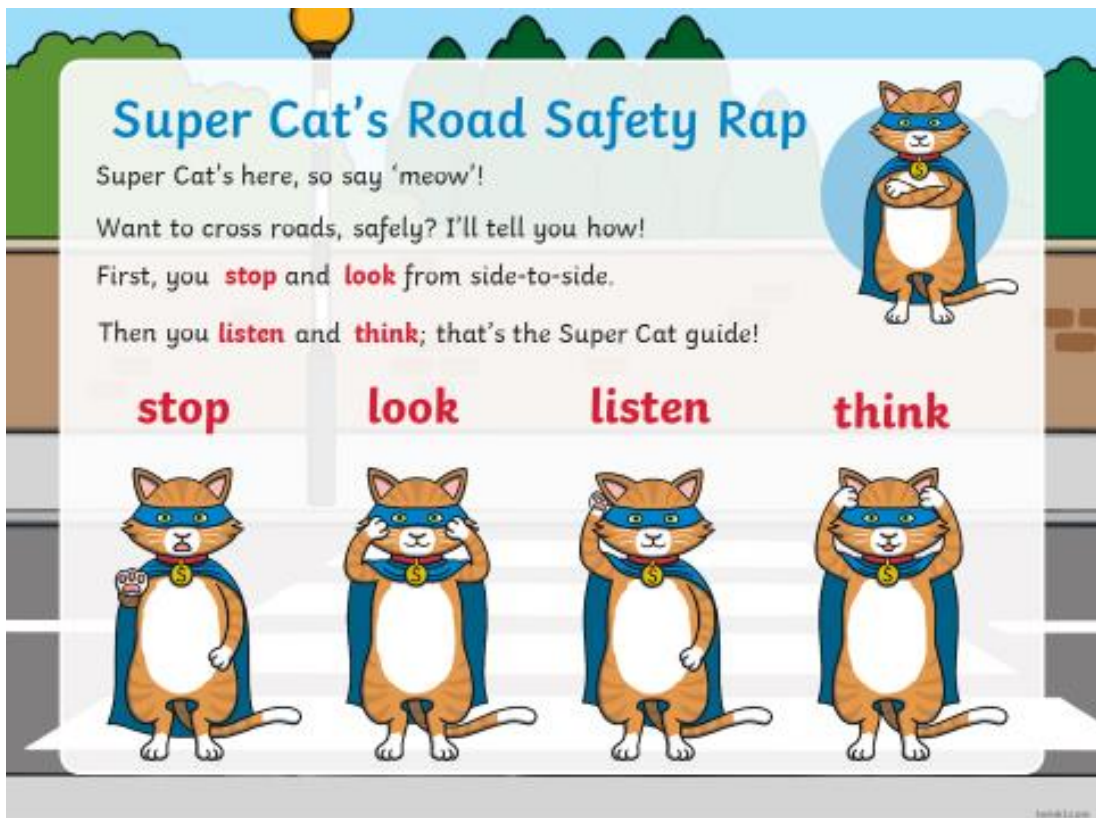 Super Cat's Road Safety Rap
Super Cat's here, so say 'meow'!
Want to cross roads, safely? I'll tell you how!
First, you stop and look from side-to-side.
Then you listen and think; that's the Super Cat guide!
stop look listen think
S
S S S S
twinkl.com